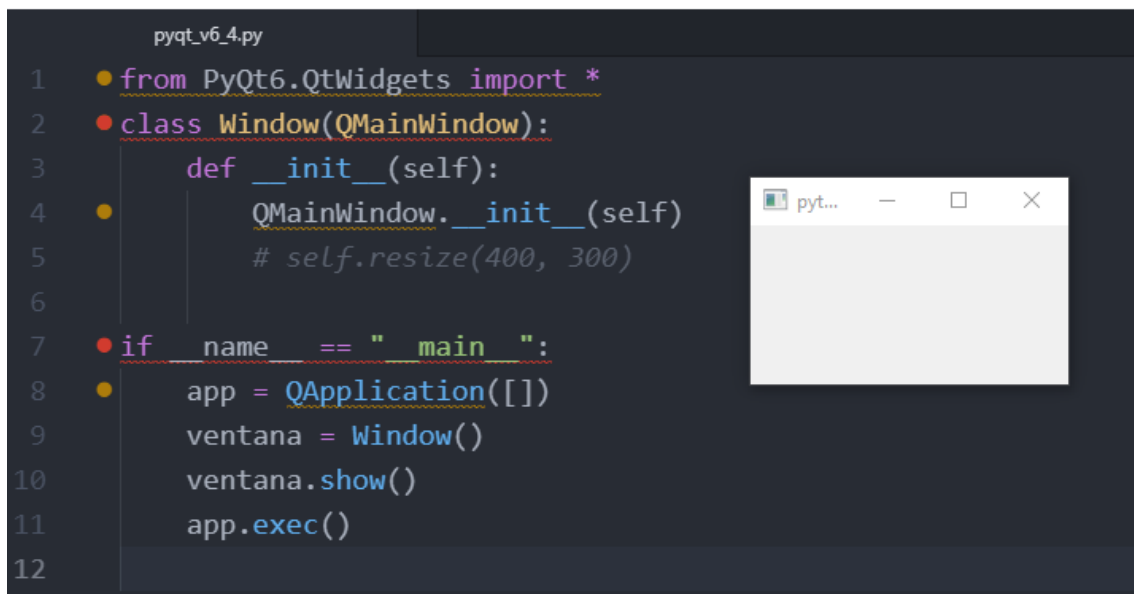 pyqt_v6_4.py
1 from PyQt6.QtWidgets import *
2 class Window(QMainWindow):
3 def __init__(self):
4 QMainWindow.__init__(self)
5 # self.resize(400, 300)
6
7 if __name__ == "__main__":
8 app = QApplication([])
9 ventana = Window()
10 ventana.show()
11 app.exec()
12
pyt...